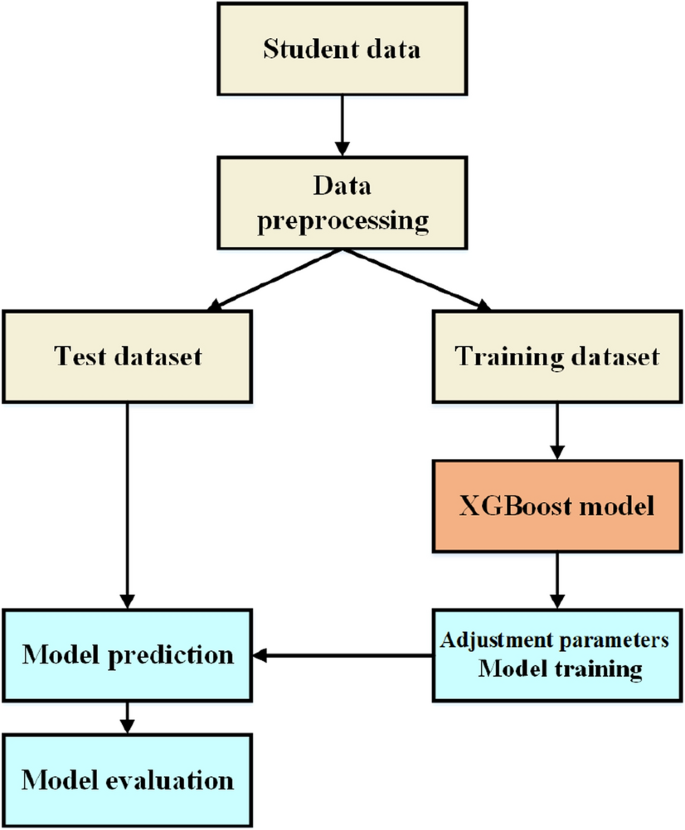 Student data
Data
preprocessing
Test dataset
Training dataset
XGBoost model
Model prediction
Adjustment parameters
Model training
Model evaluation